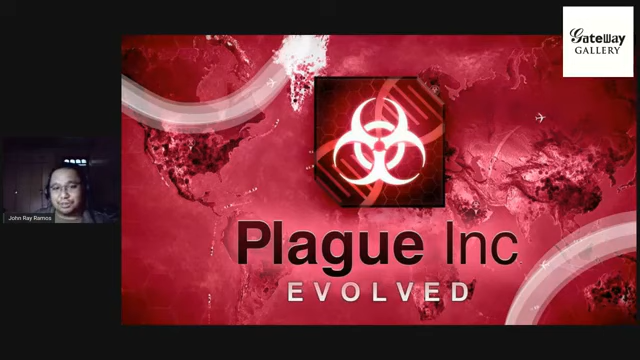 GateWay
GALLERY
John Ray Ramos
Plague Inc.
EVOLVED